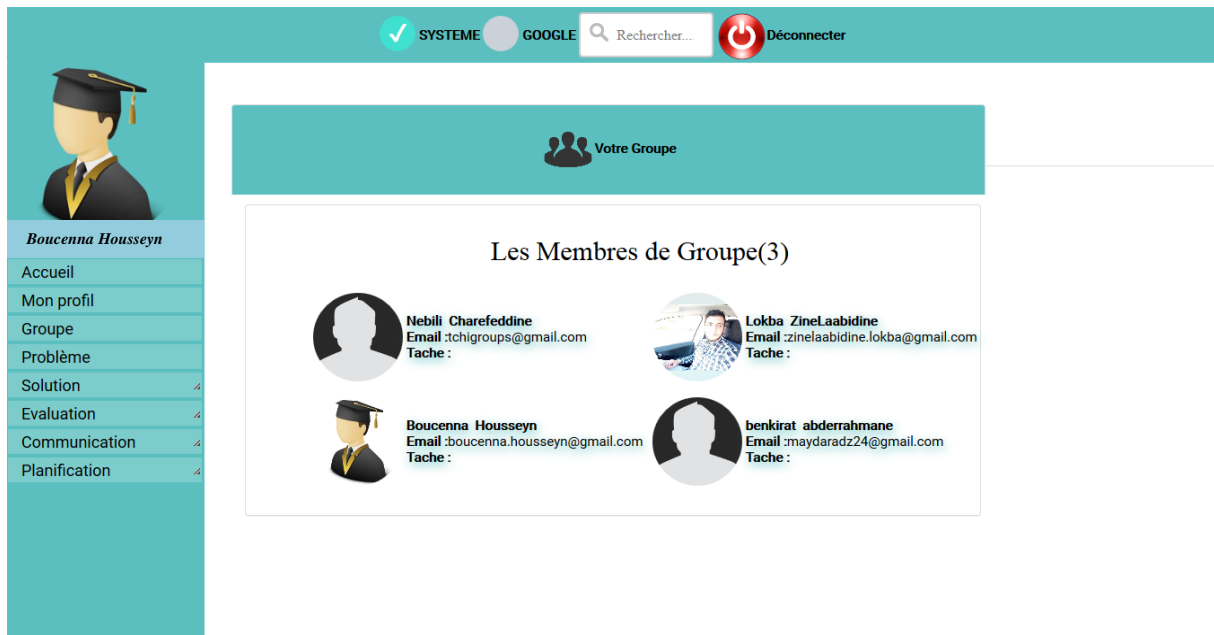 SYSTEME GOOGLE Rechercher... Déconnecter
Votre Groupe
Boucenna Housseyn
Accueil
Mon profil
Groupe
Problème
Solution
Evaluation
Communication
Planification
Les Membres de Groupe(3)
Nebili Charefeddine
Email :tchigroups@gmail.com
Tache :
Lokba ZineLaabidine
Email :zinelaabidine.lokba@gmail.com
Tache :
Boucenna Housseyn
Email :boucenna.housseyn@gmail.com
Tache :
benkirat abderrahmane
Email :maydaradz24@gmail.com
Tache :